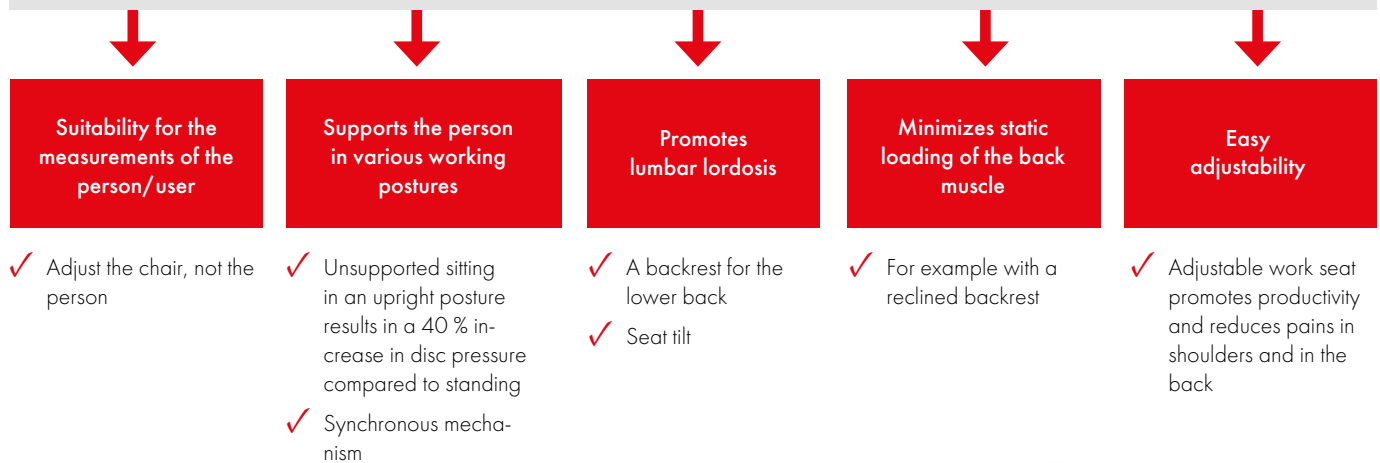 Suitability for the
measurements of the
person/user
Supports the person
in various working
postures
Promotes
lumbar lordosis
Minimizes static
loading of the back
muscle
Easy
adjustability
✓ Adjust the chair, not the
person
✓ Unsupported sitting
in an upright posture
results in a 40 % in-
crease in disc pressure
compared to standing
✓ Synchronous mecha-
nism
✓ A backrest for the
lower back
✓ Seat tilt
✓ For example with a
reclined backrest
✓ Adjustable work seat
promotes productivity
and reduces pains in
shoulders and in the
back